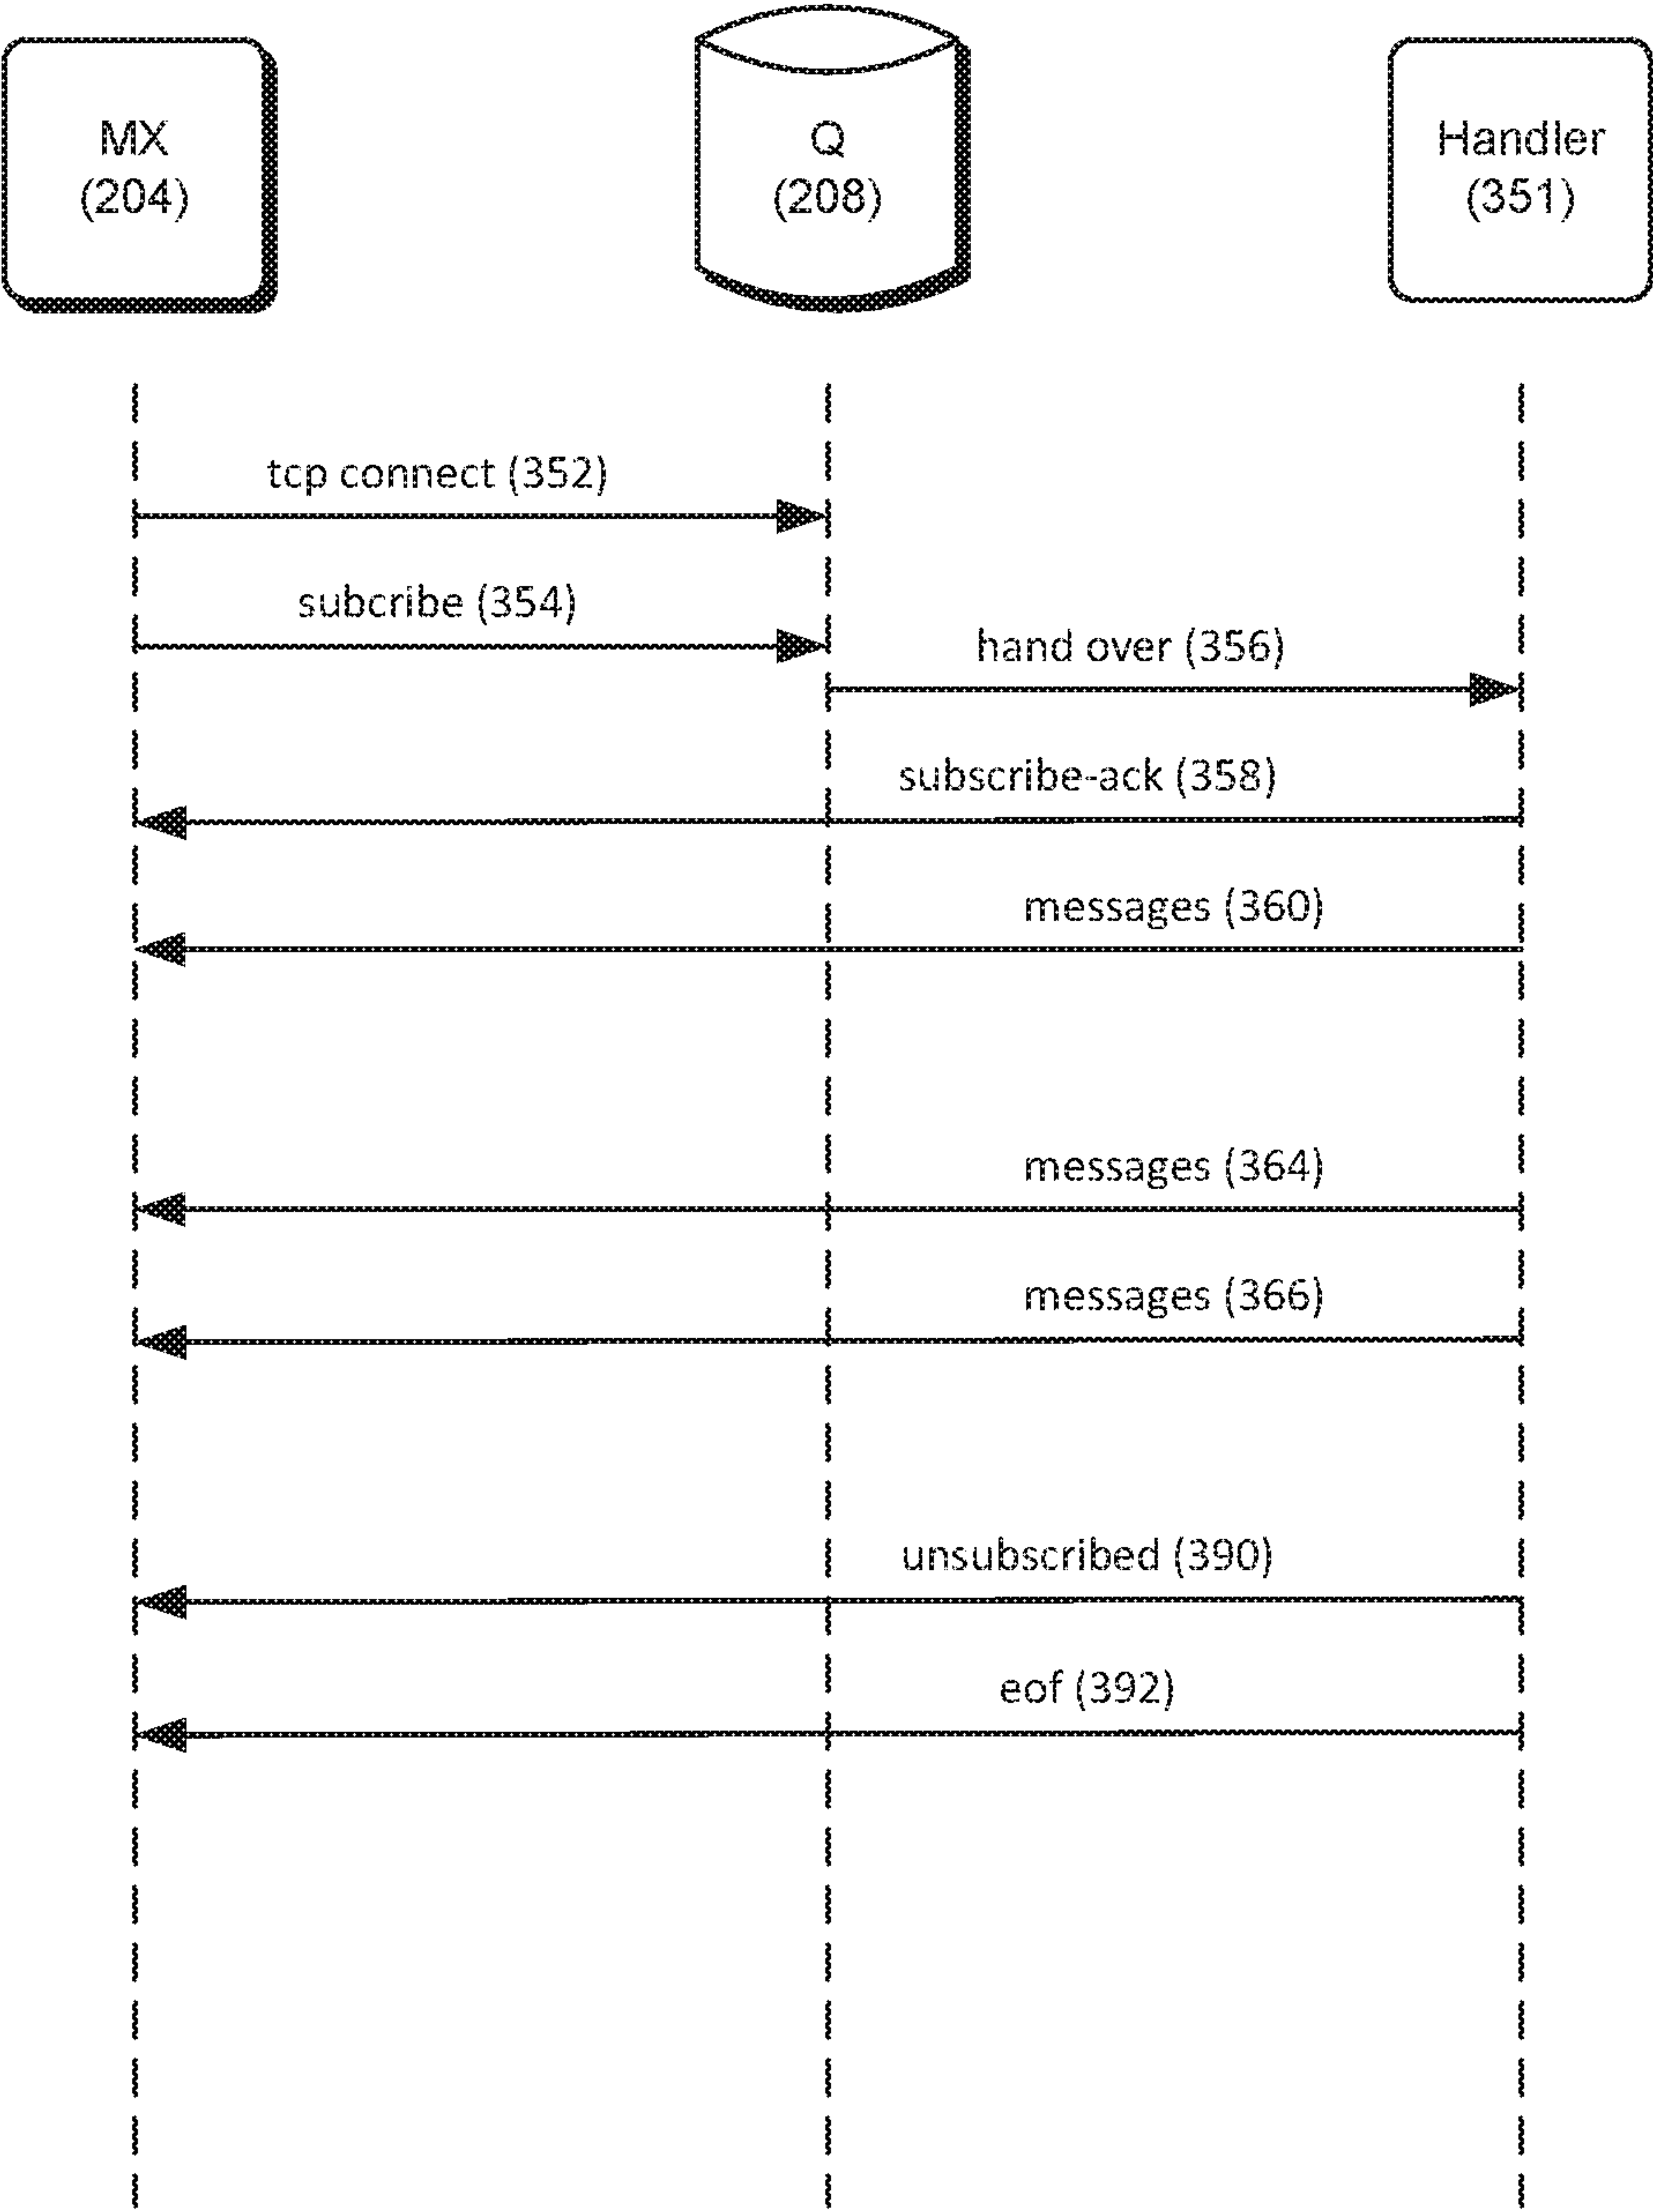 MX
(204)
Q
(208)
Handler
(351)
tcp connect (352)
subcribe (354)
hand over (356)
subscribe-ack (358)
messages (360)
messages (364)
messages (366)
unsubscribed (390)
eof (392)